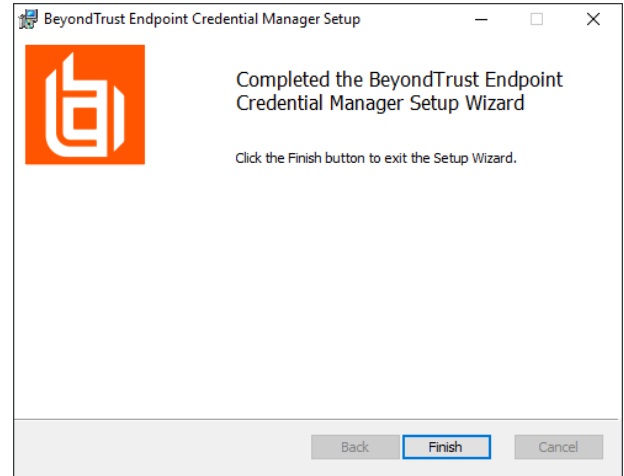 BeyondTrust Endpoint Credential Manager Setup
Completed the BeyondTrust Endpoint
Credential Manager Setup Wizard
Click the Finish button to exit the Setup Wizard.
Back Finish Cancel